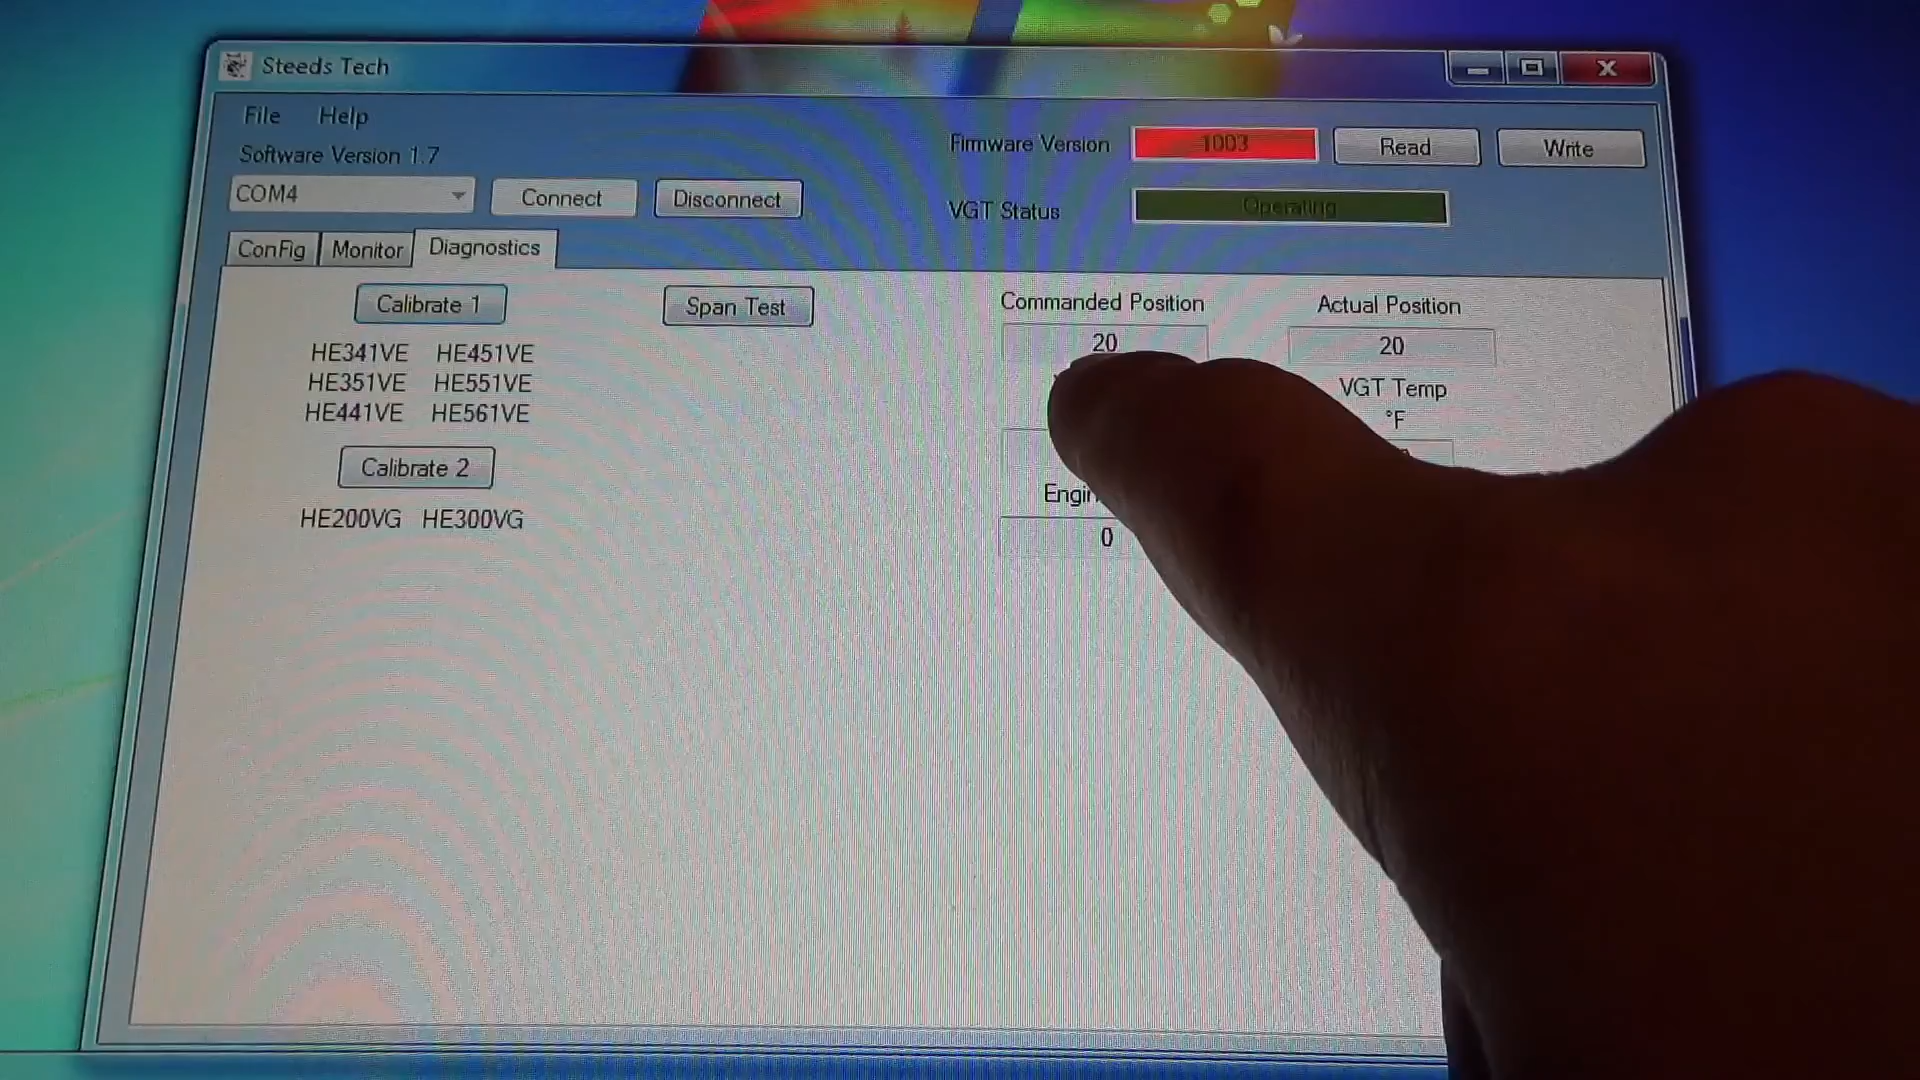 Steeds Tech
File Help
Software Version 1.7
Firmware Version 1003 Read Write
COM4 Connect Disconnect
VGT Status Operating
ConFig Monitor Diagnostics
Calibrate 1 Span Test
Commanded Position Actual Position
20 20
HE341VE HE451VE
HE351VE HE551VE
HE441VE HE561VE
VGT Temp
°F
Calibrate 2
HE200VG HE300VG
0